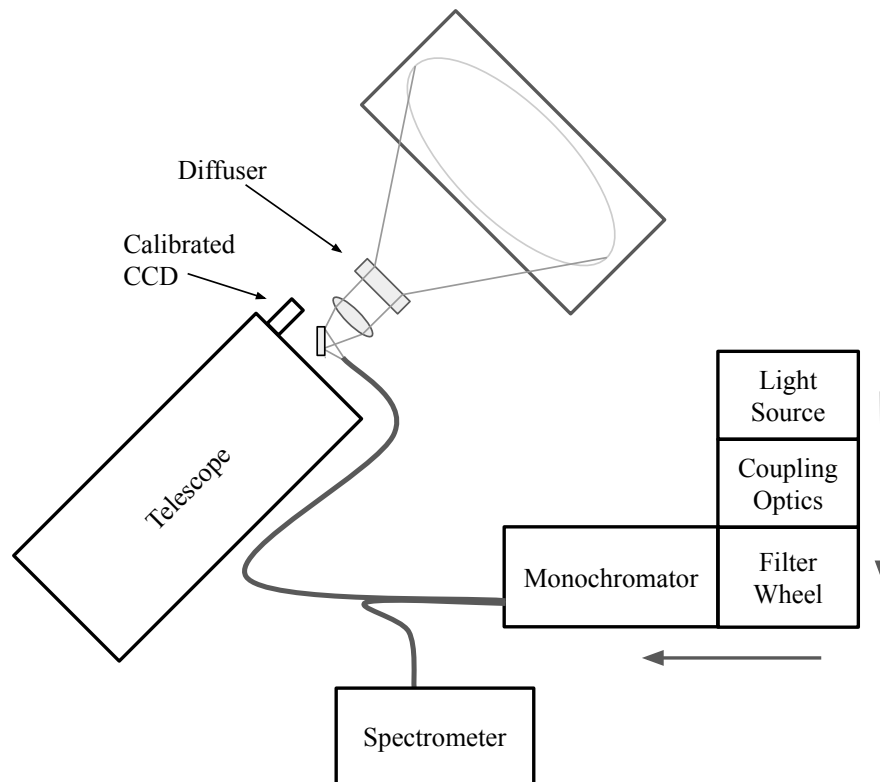 Diffuser
Calibrated
CCD
Telescope
Light
Source
Coupling
Optics
Monochromator
Filter
Wheel
Spectrometer